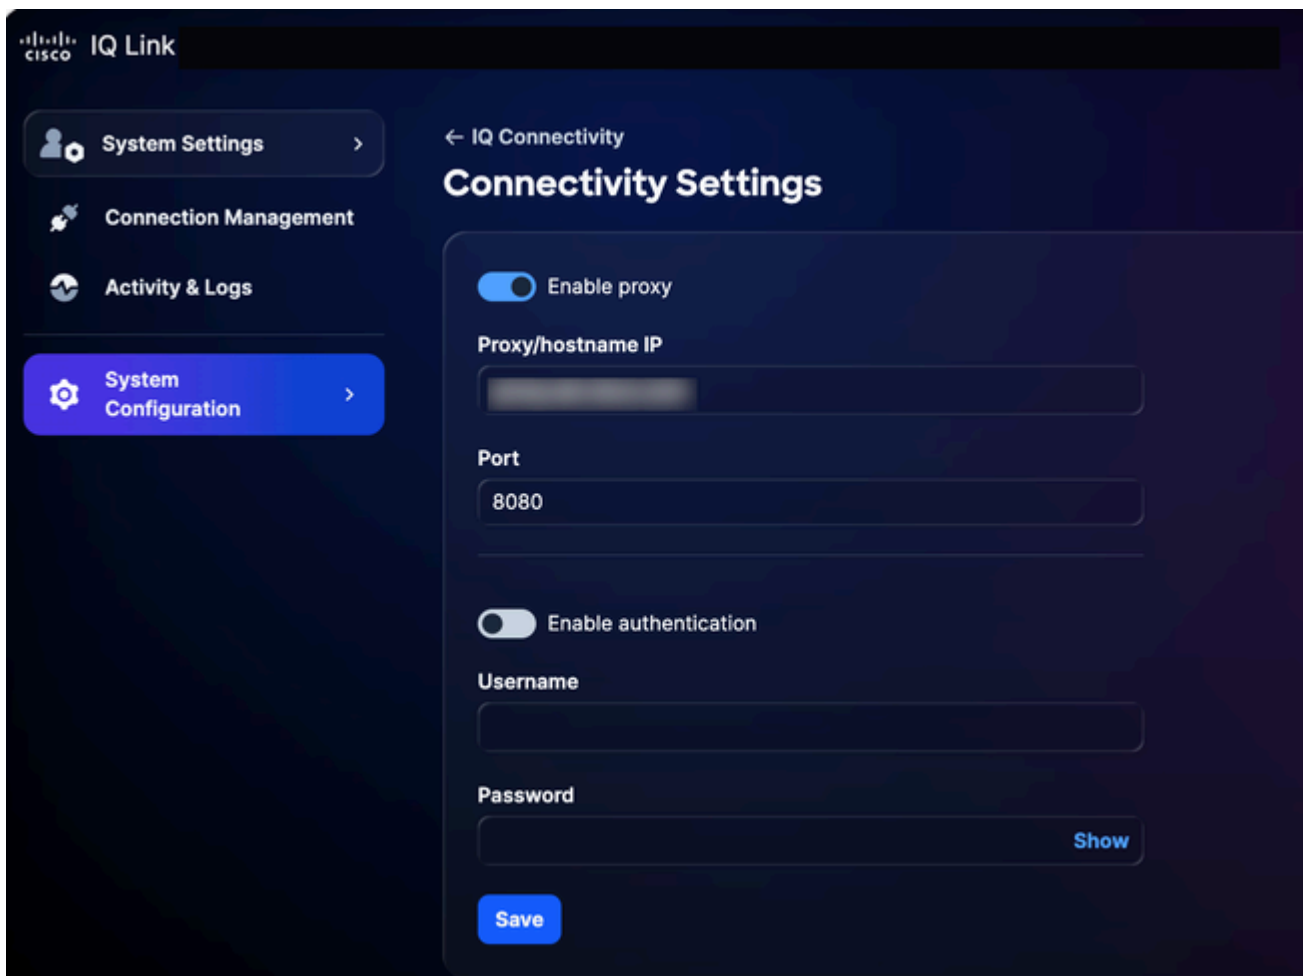 CISCO IQ Link
System Settings
Connection Management
Activity & Logs
System
Configuration
← IQ Connectivity
Connectivity Settings
Enable proxy
Proxy/hostname IP
Port
8080
Enable authentication
Username
Password
Show
Save